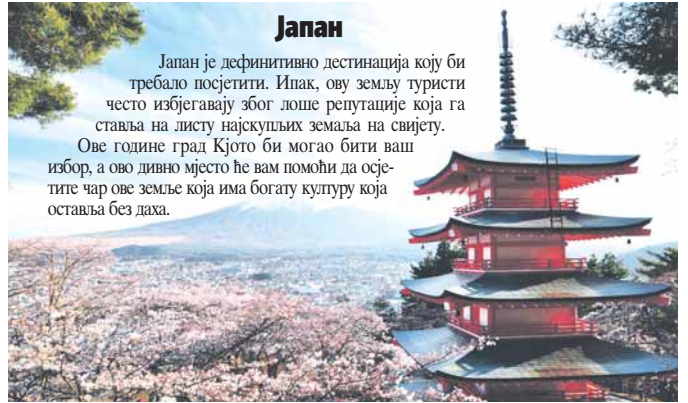 Јапан
Јапан је дефинитивно дестинација коју би
требало посјетити. Ипак, ову земљу туристи
често избјегавају због лоше репутације која га
ставља на листу најскупљих земаља на свијету.
Ове године град Кјото би могао бити ваш
избор, а ово дивно мјесто ће вам помоћи да осје-
тите чар ове земље која има богату културу која
оставља без даха.